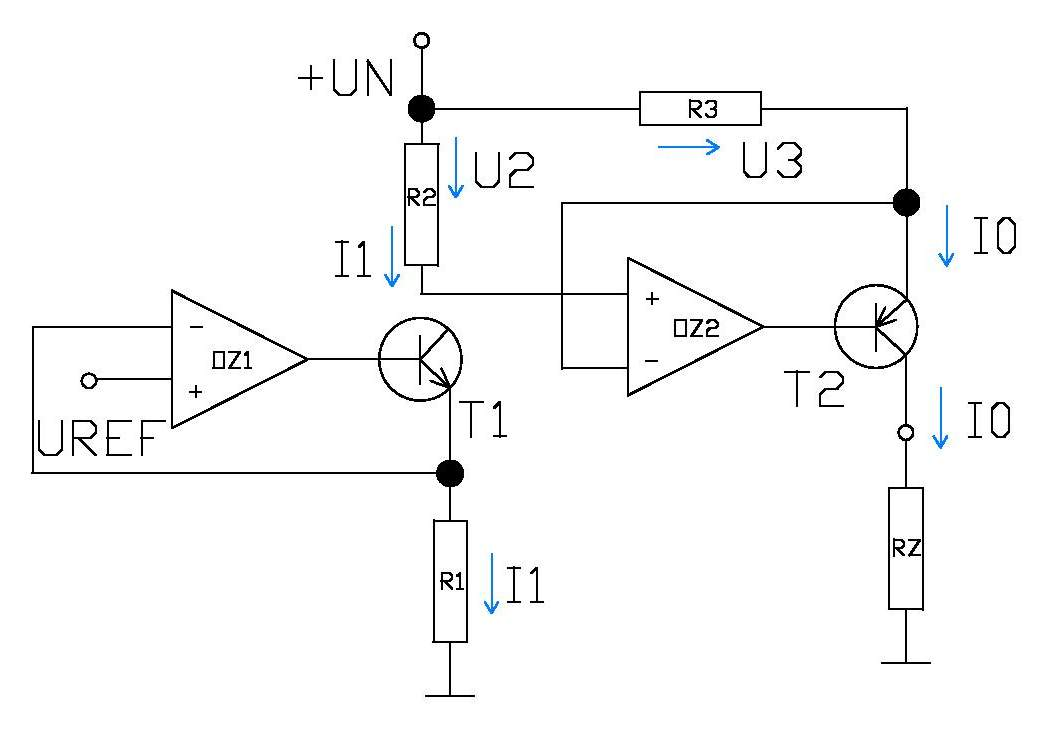 +UN
R3
U3
U2
R2
I1
I0
+
-
OZ2
T2
-
OZ1
+
UREF
T1
I0
R1
I1
RZ